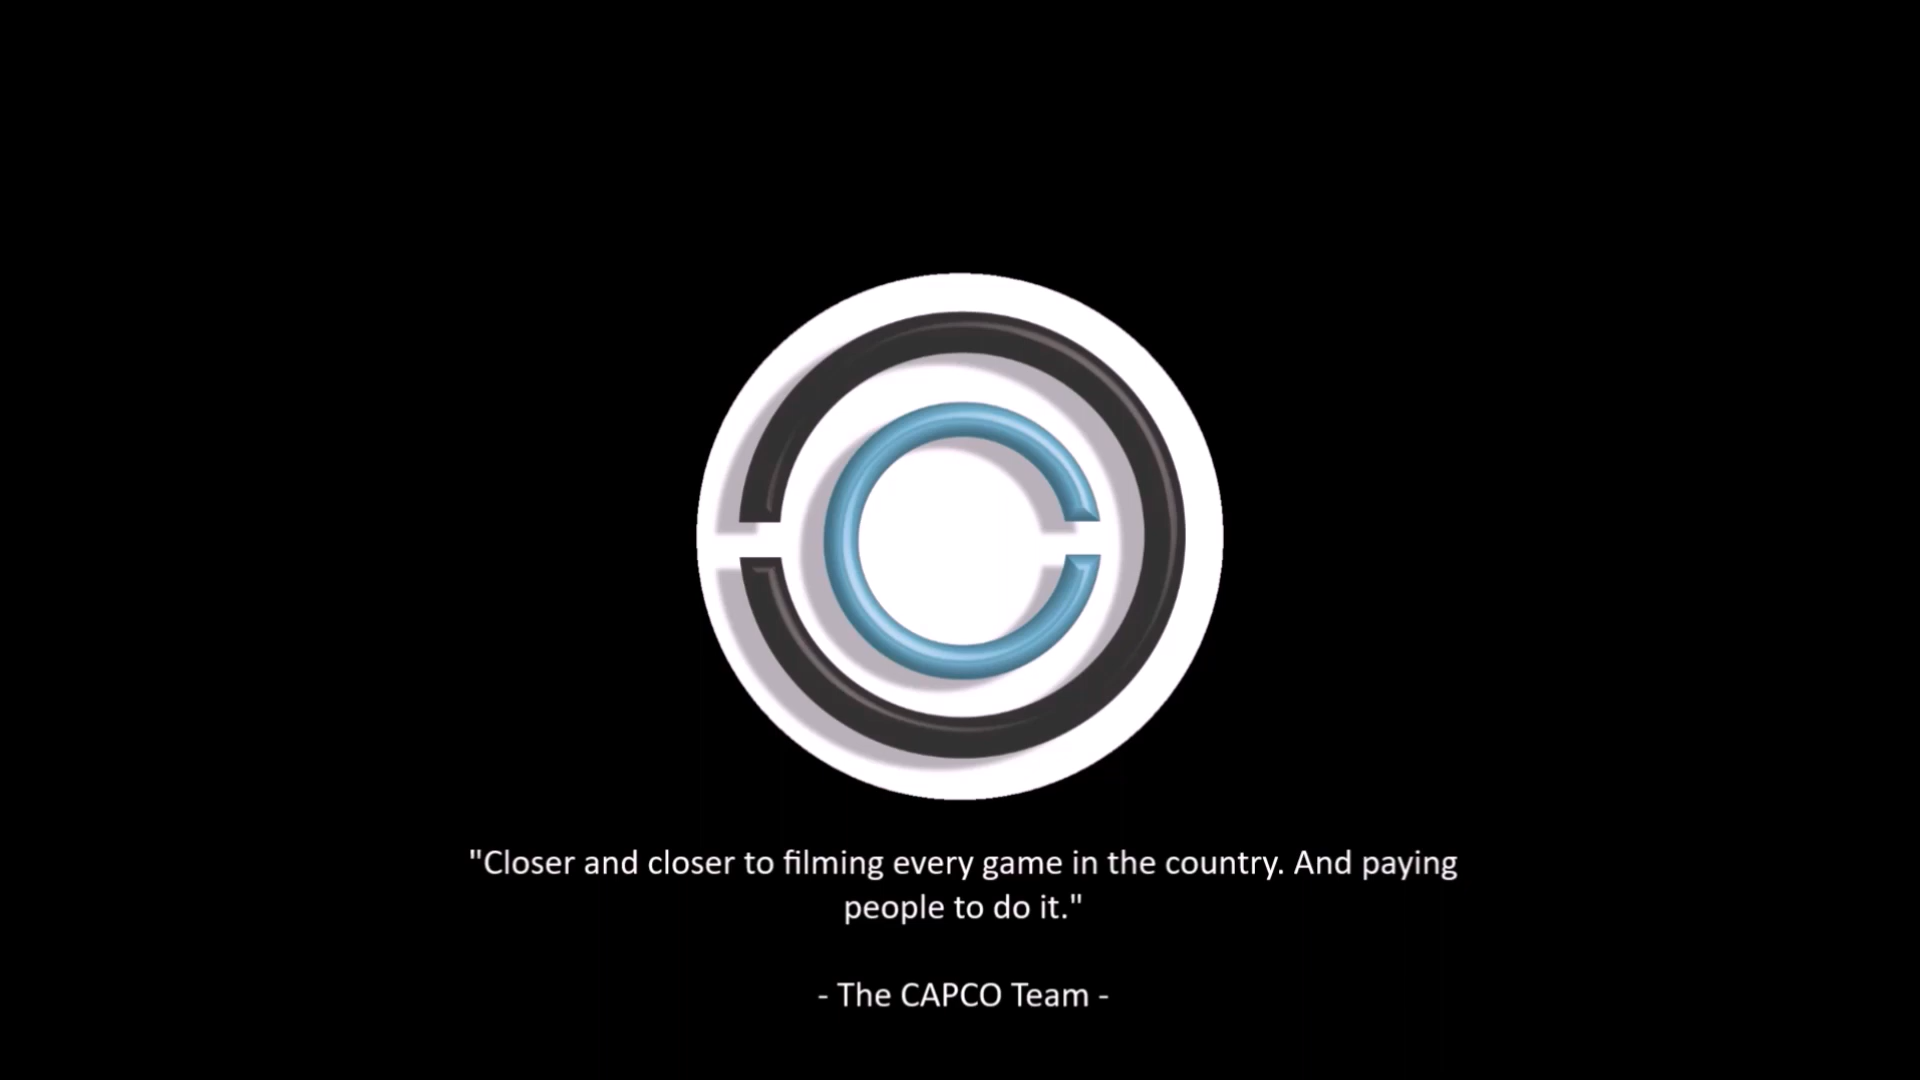 "Closer and closer to filming every game in the country. And paying
people to do it."
- The CAPCO Team -